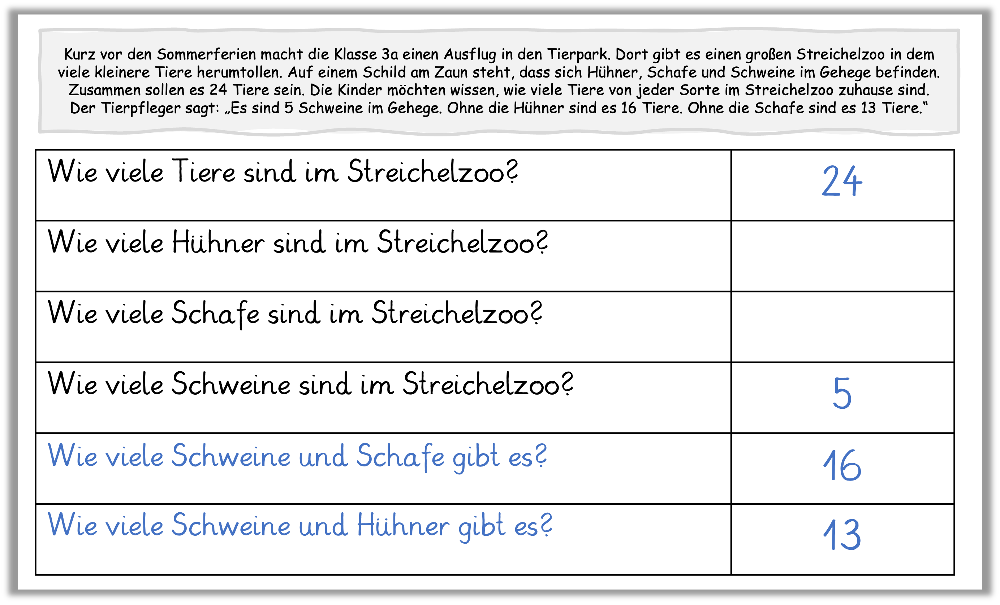 Kurz vor den Sommerferien macht die Klasse 3a einen Ausflug in den Tierpark. Dort gibt es einen großen Streichelzoo in dem
viele kleinere Tiere herumtollen. Auf einem Schild am Zaun steht, dass sich Hühner, Schafe und Schweine im Gehege befinden.
Zusammen sollen es 24 Tiere sein. Die Kinder möchten wissen, wie viele Tiere von jeder Sorte im Streichelzoo zuhause sind.
Der Tierpfleger sagt: „Es sind 5 Schweine im Gehege. Ohne die Hühner sind es 16 Tiere. Ohne die Schafe sind es 13 Tiere.“
Wie viele Tiere sind im Streichelzoo? 24
Wie viele Hühner sind im Streichelzoo?
Wie viele Schafe sind im Streichelzoo?
Wie viele Schweine sind im Streichelzoo? 5
Wie viele Schweine und Schafe gibt es? 16
Wie viele Schweine und Hühner gibt es? 13